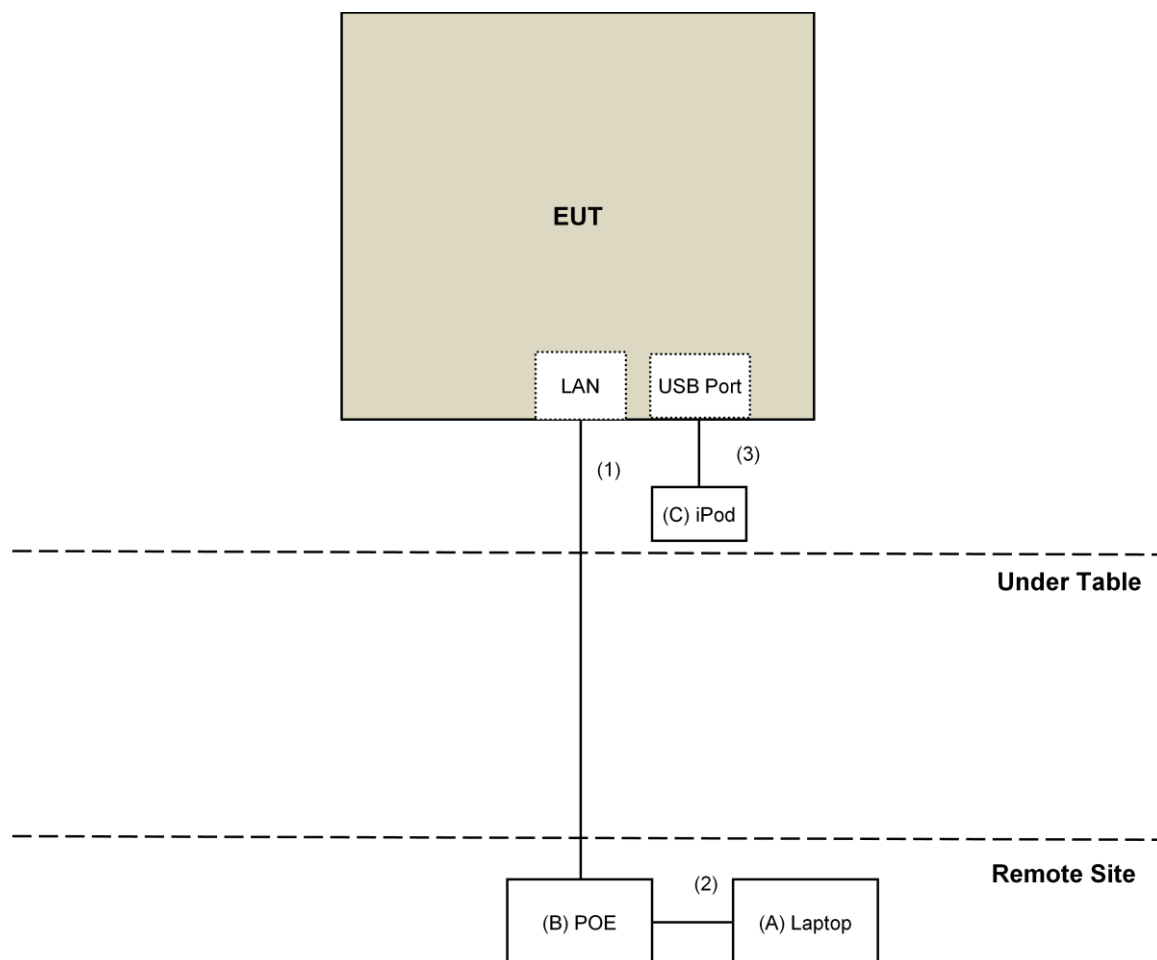 EUT
LAN
USB Port
(1)
(3)
(C) iPod
Under Table
Remote Site
(2)
(B) POE
(A) Laptop